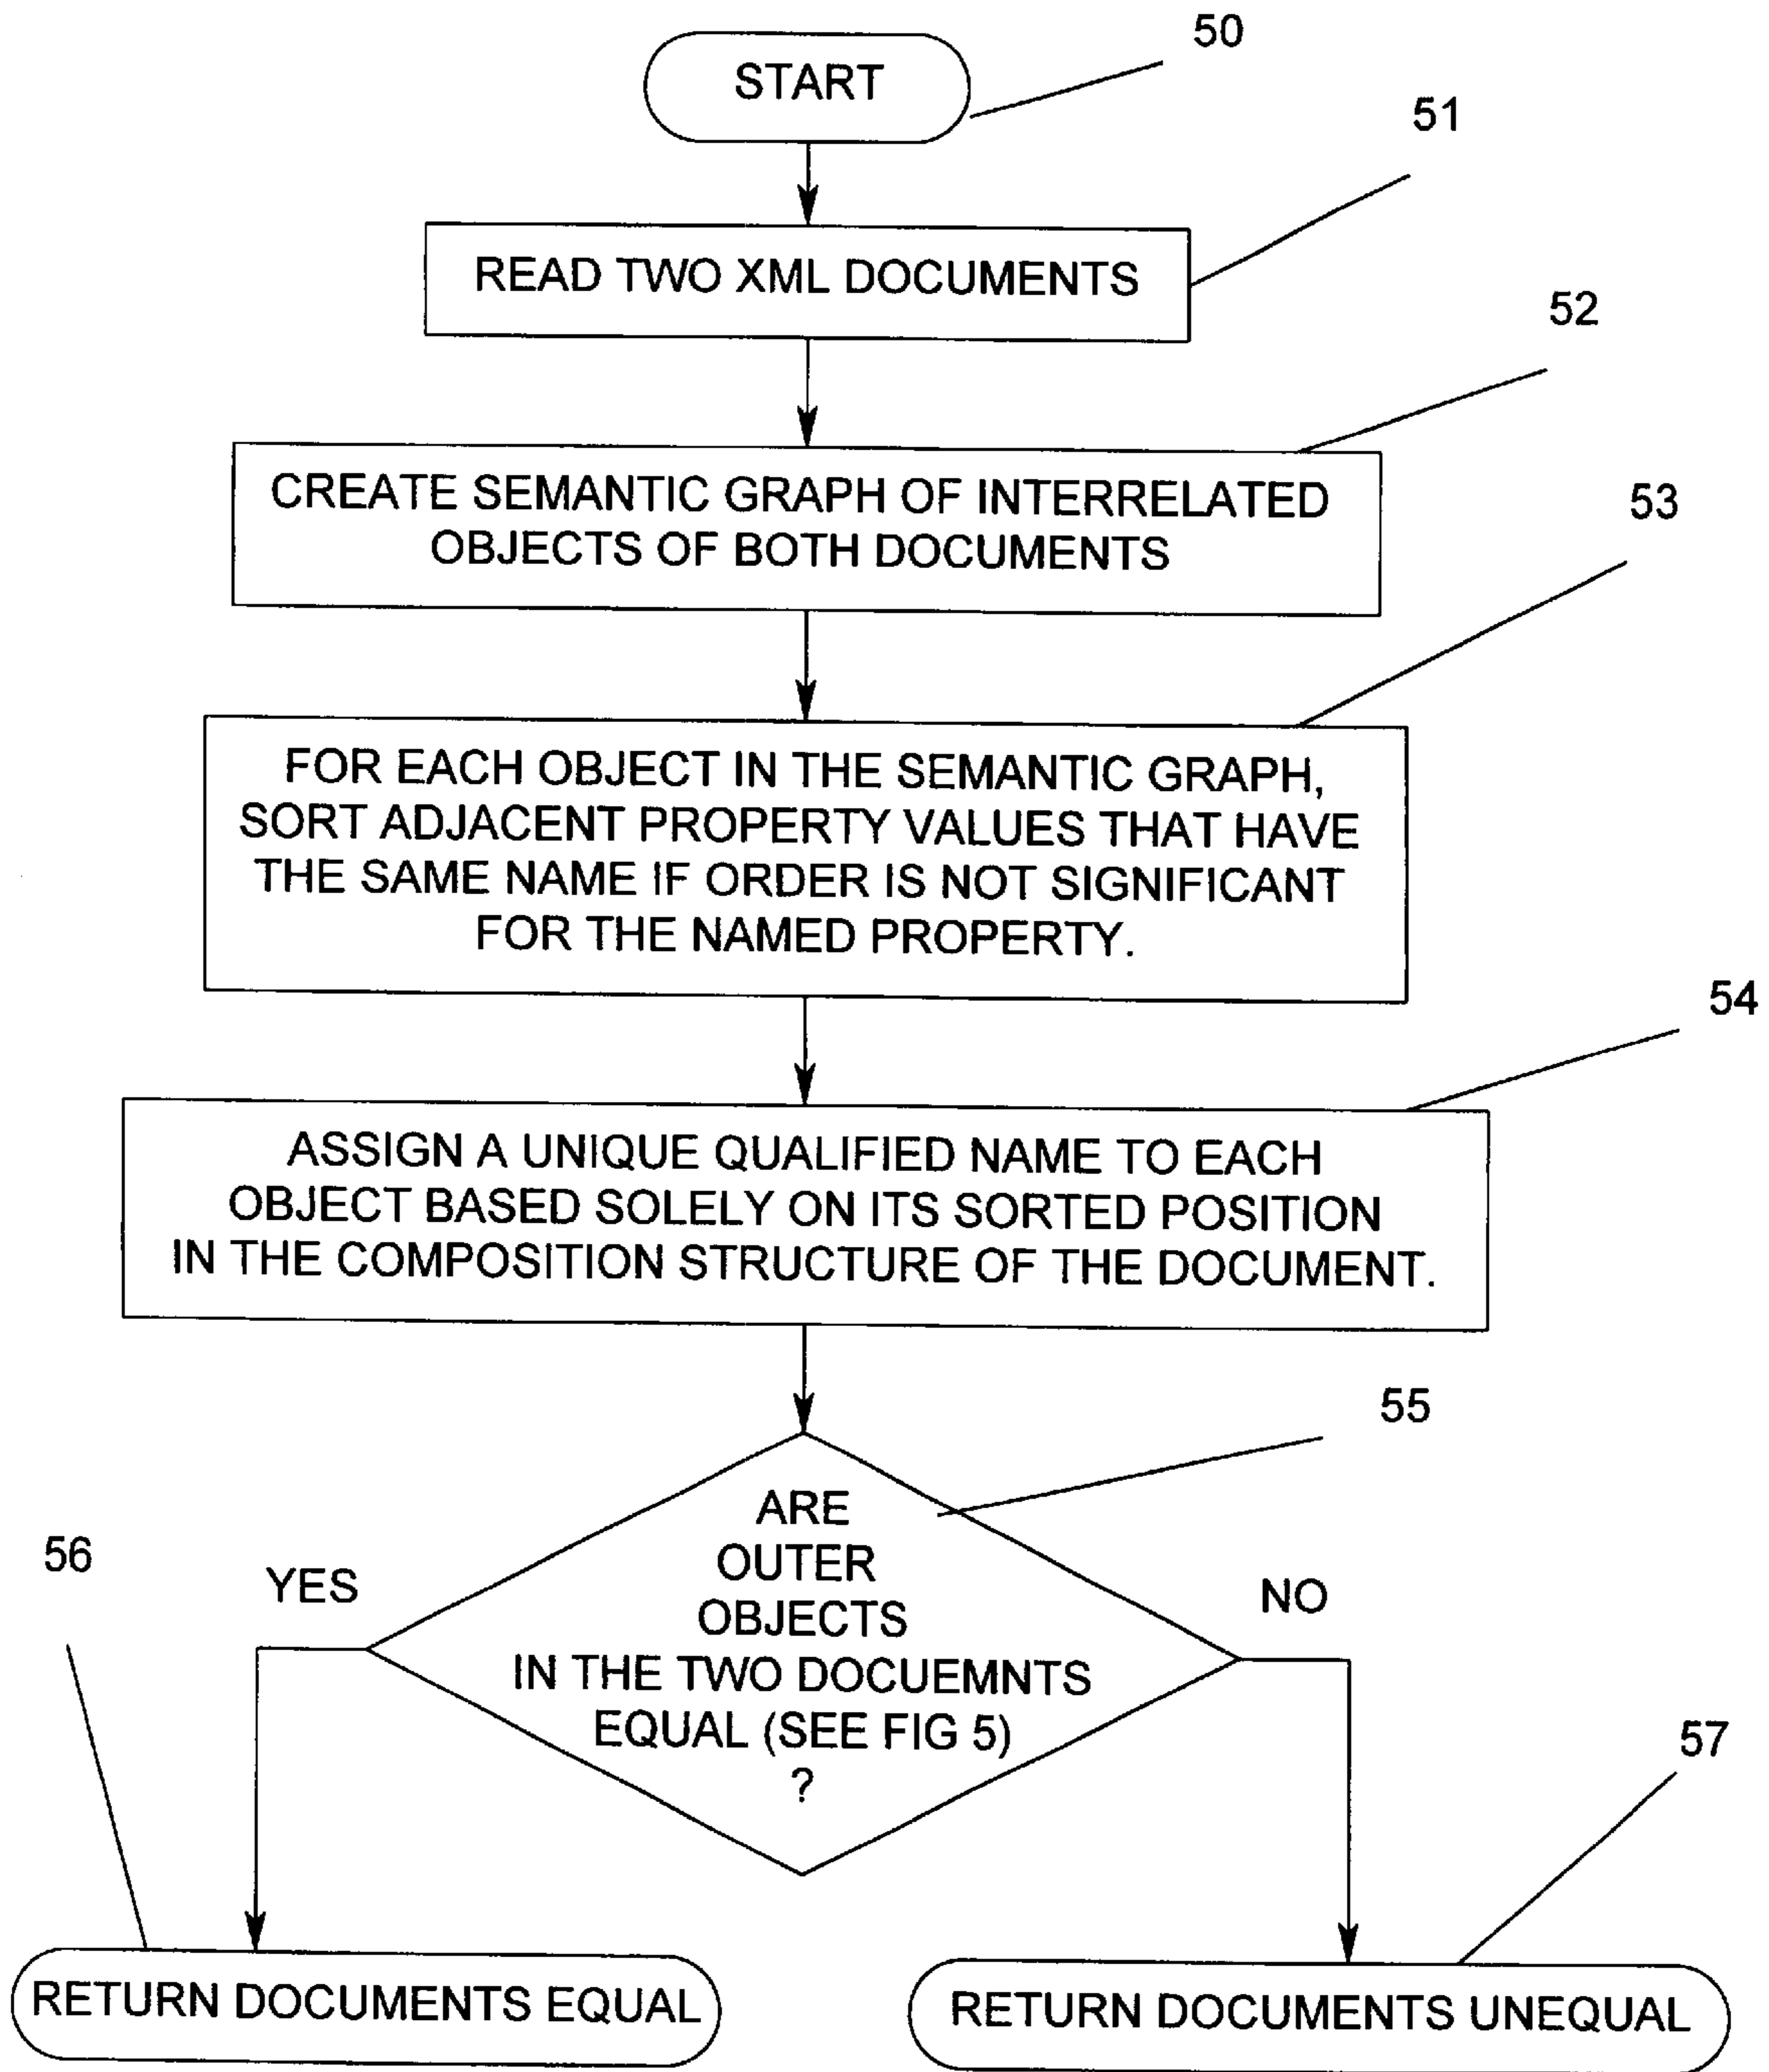 50
START
51
READ TWO XML DOCUMENTS
52
CREATE SEMANTIC GRAPH OF INTERRELATED
OBJECTS OF BOTH DOCUMENTS
53
FOR EACH OBJECT IN THE SEMANTIC GRAPH,
SORT ADJACENT PROPERTY VALUES THAT HAVE
THE SAME NAME IF ORDER IS NOT SIGNIFICANT
FOR THE NAMED PROPERTY.
54
ASSIGN A UNIQUE QUALIFIED NAME TO EACH
OBJECT BASED SOLELY ON ITS SORTED POSITION
IN THE COMPOSITION STRUCTURE OF THE DOCUMENT.
55
ARE
OUTER
OBJECTS
IN THE TWO DOCUEMNTS
EQUAL (SEE FIG 5)
?
56
YES
NO
57
RETURN DOCUMENTS EQUAL
RETURN DOCUMENTS UNEQUAL